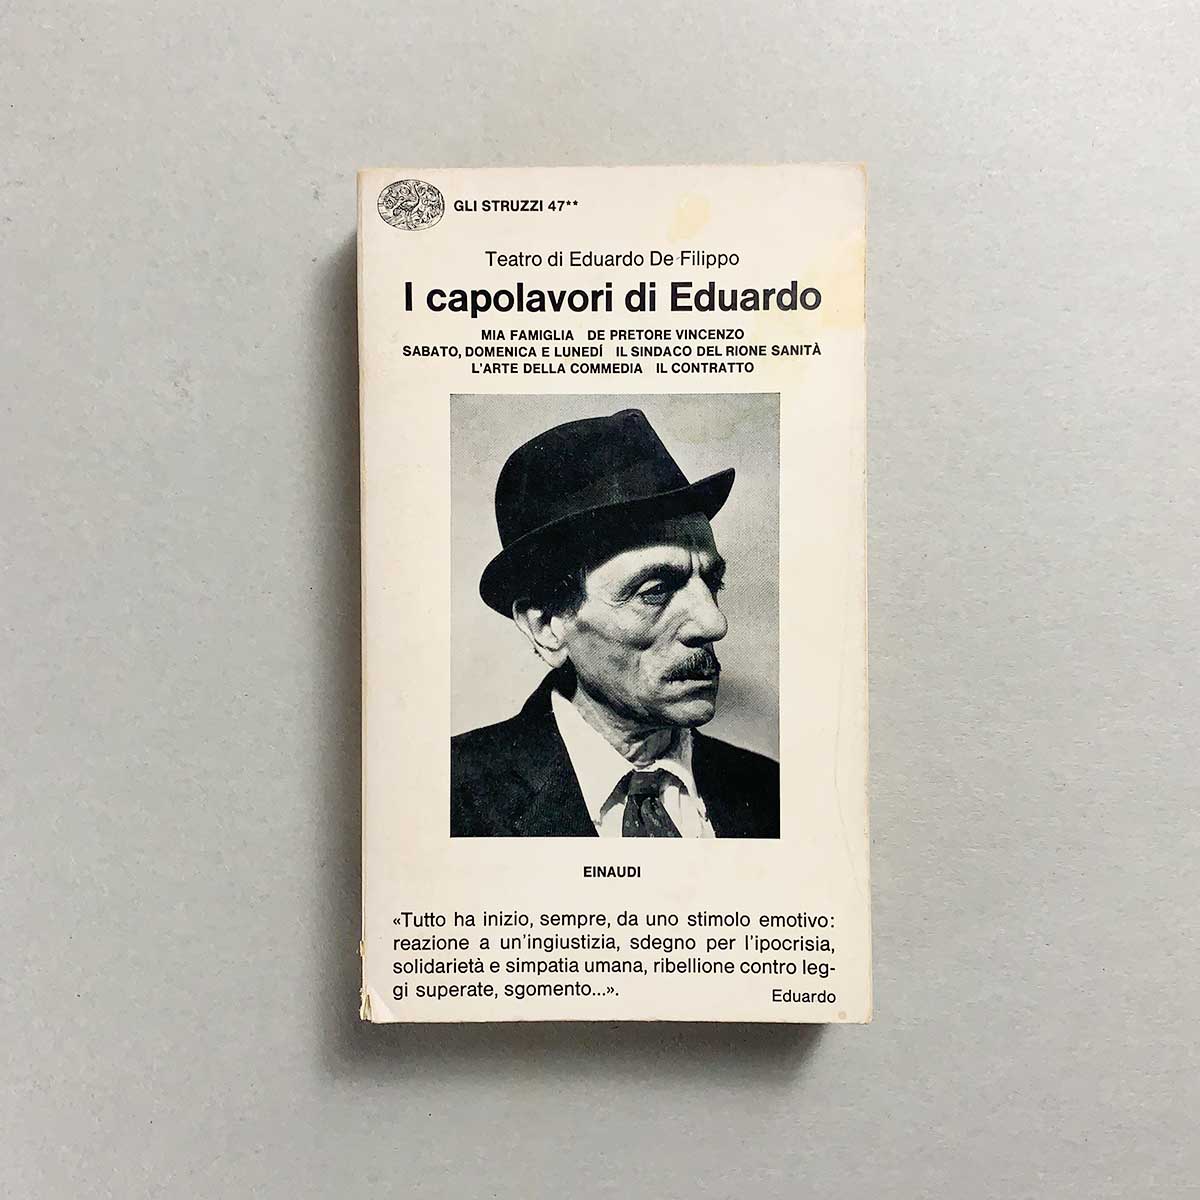 GLI STRUZZI 47**
Teatro di Eduardo De Filippo
I capolavori di Eduardo
MIA FAMIGLIA DE PRETORE VINCENZO
SABATO, DOMENICA E LUNEDÍ IL SINDACO DEL RIONE SANITÀ
L'ARTE DELLA COMMEDIA IL CONTRATTO
EINAUDI
«Tutto ha inizio, sempre, da uno stimolo emotivo:
reazione a un'ingiustizia, sdegno per l'ipocrisia,
solidarietà e simpatia umana, ribellione contro leg-
gi superate, sgomento...».
Eduardo